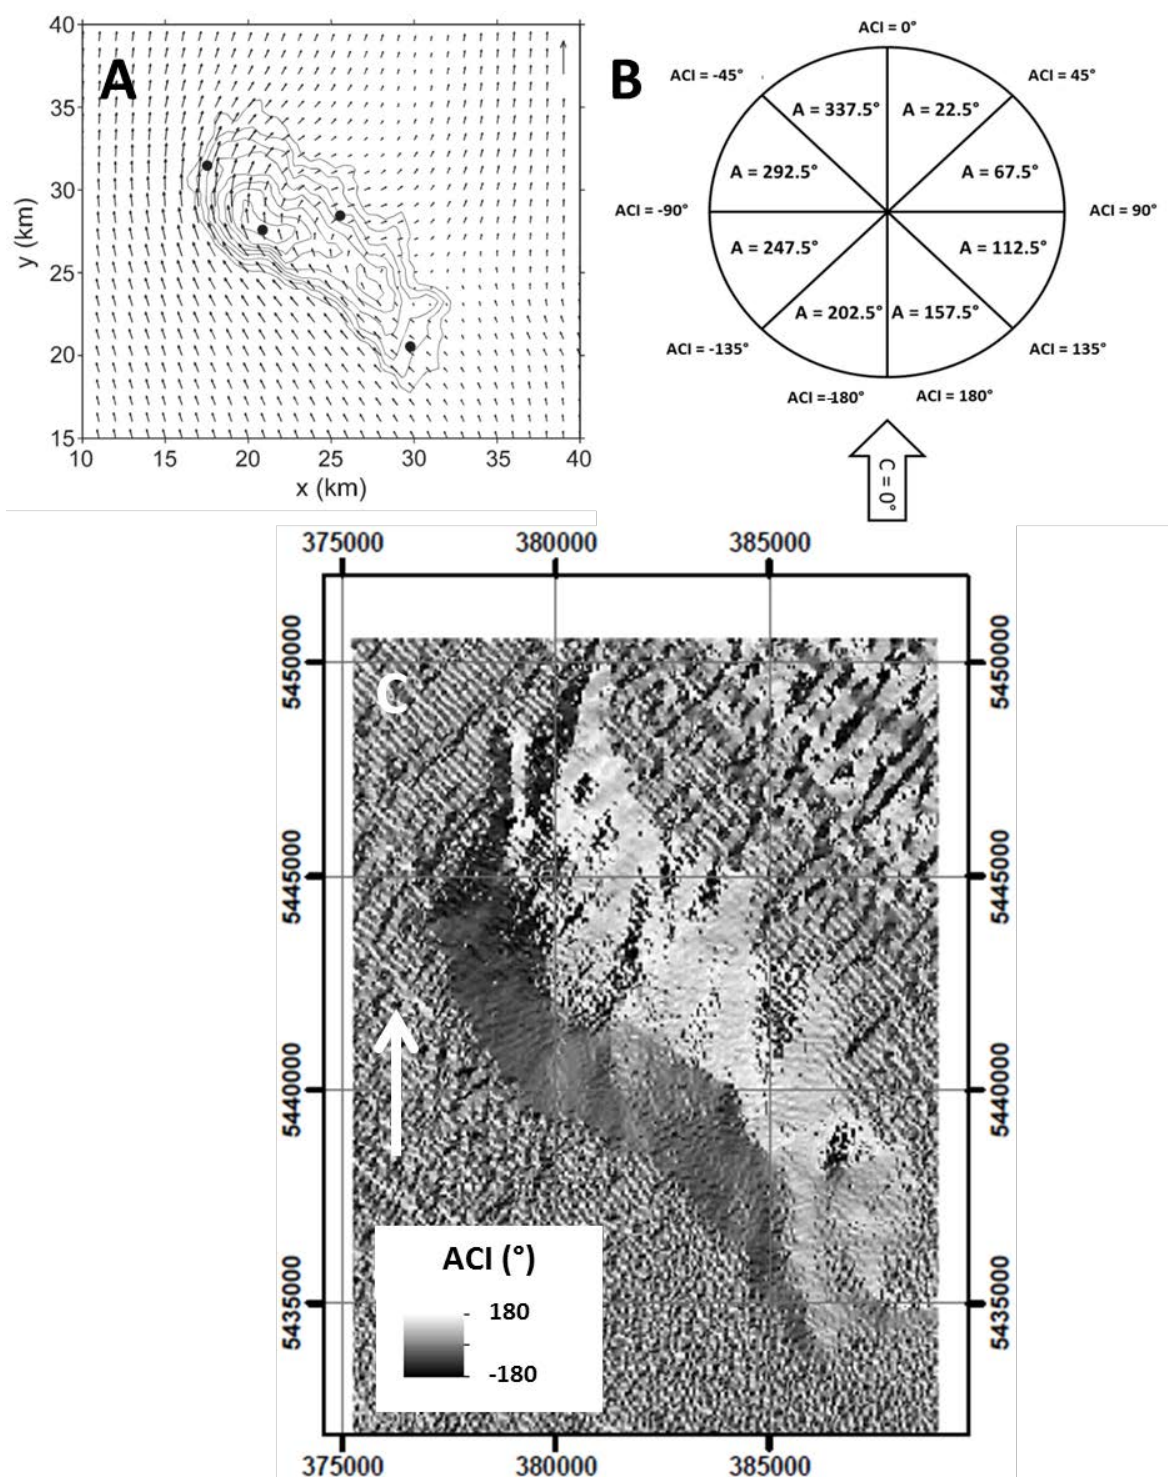 A
40
35
30
25
20
15
y (km)
10
15
20
25
30
35
40
x (km)
B
ACI = 0°
ACI = -45°
ACI = 45°
A = 337.5°
A = 22.5°
A = 292.5°
A = 67.5°
ACI = -90°
ACI = 90°
A = 247.5°
A = 112.5°
A = 202.5°
A = 157.5°
ACI = -135°
ACI = 135°
ACI =-180°
ACI = 180°
C = 0°
375000
380000
385000
C
5450000
5450000
5445000
5445000
5440000
5440000
5435000
5435000
ACI (°)
180
-180
375000
380000
385000